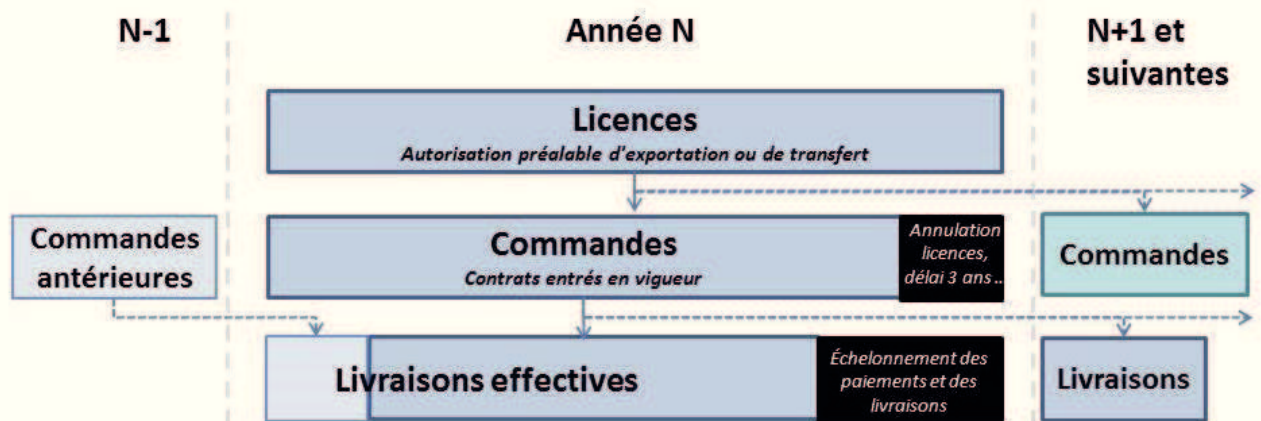 N-1
Année N
N+1 et
suivantes
Licences
Autorisation préalable d'exportation ou de transfert
Commandes
antérieures
Commandes
Contrats entrés en vigueur
Annulation
licences,
délai 3 ans ..
Commandes
Livraisons effectives
Échelonnement des
paiements et des
livraisons
Livraisons